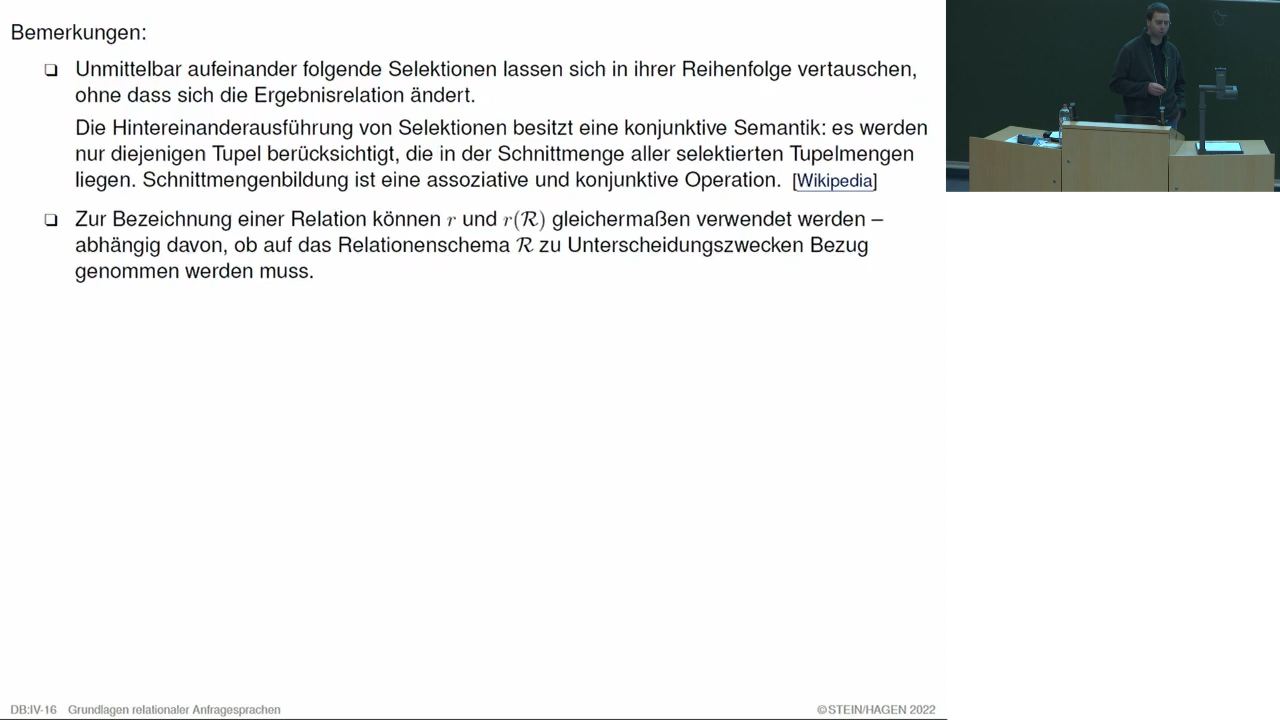 Bemerkungen:
❑ Unmittelbar aufeinander folgende Selektionen lassen sich in ihrer Reihenfolge vertauschen,
ohne dass sich die Ergebnisrelation ändert.
Die Hintereinanderausführung von Selektionen besitzt eine konjunktive Semantik: es werden
nur diejenigen Tupel berücksichtigt, die in der Schnittmenge aller selektierten Tupelmengen
liegen. Schnittmengenbildung ist eine assoziative und konjunktive Operation. [Wikipedia]
❑ Zur Bezeichnung einer Relation können r und r(ℛ) gleichermaßen verwendet werden –
abhängig davon, ob auf das Relationenschema ℛ zu Unterscheidungszwecken Bezug
genommen werden muss.
DB:IV-16 Grundlagen relationaler Anfragesprachen ©STEIN/HAGEN 2022